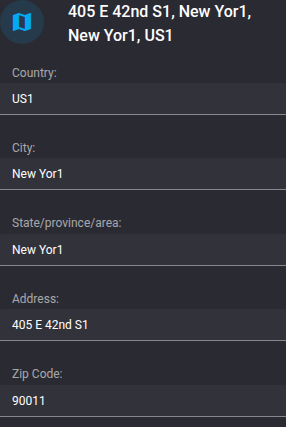 405 E 42nd S1, New Yor1,
New Yor1, US1
Country:
US1
City:
New Yor1
State/province/area:
New Yor1
Address:
405 E 42nd S1
Zip Code:
90011